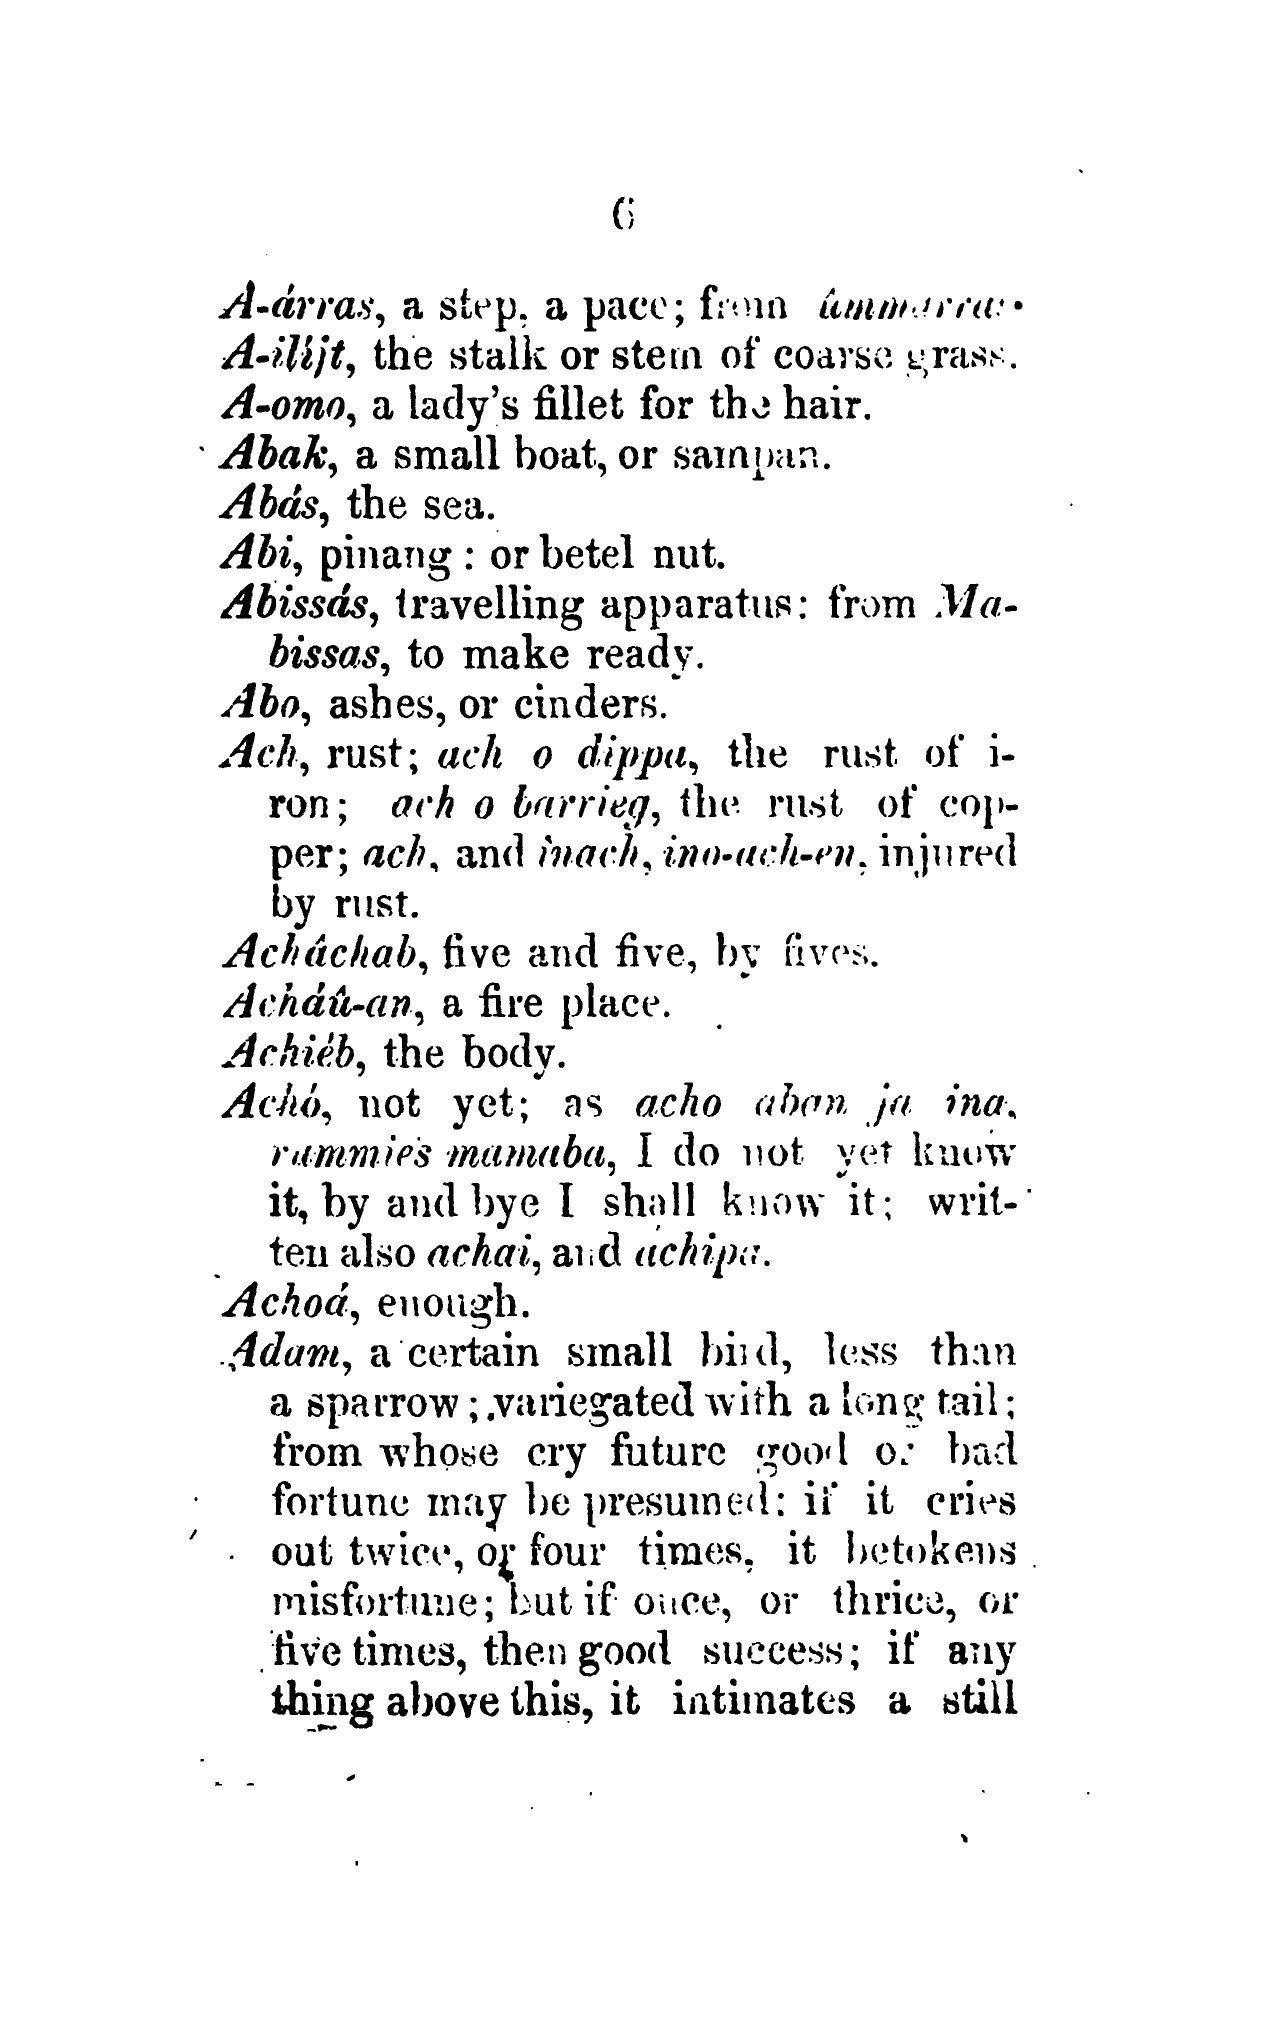 6
A-árras, a step, a pace; from
A-ilijt, the stalk or stem of coarse grass.
A-omo, a lady's fillet for the hair.
Abak, a small boat, or sampan.
Abás, the sea.
Abi, pinang : or betel nut.
Abissás, travelling apparatus: from Ma-
bissas, to make ready.
Abo, ashes, or cinders.
Ach, rust; ach o dippa, the rust of i-
ron; ach o barrieg, the rust of cop-
per; ach, and inach, ino-ach-en, injured
by rust.
Acháchab, five and five, by fives.
Acháû-an, a fire place.
Achiéb, the body.
Achó, not yet; as acho aban ja ina,
rummies mamaba, I do not yet know
it, by and bye I shall know it; writ-
ten also achai, and achipa.
Achoá, enough.
Adam, a certain small bird, less than
a sparrow; variegated with a long tail;
from whose cry future good or bad
fortune may be presumed: if it cries
out twice, or four times, it betokens
misfortune; but if once, or thrice, or
five times, then good success; if any
thing above this, it intimates a still